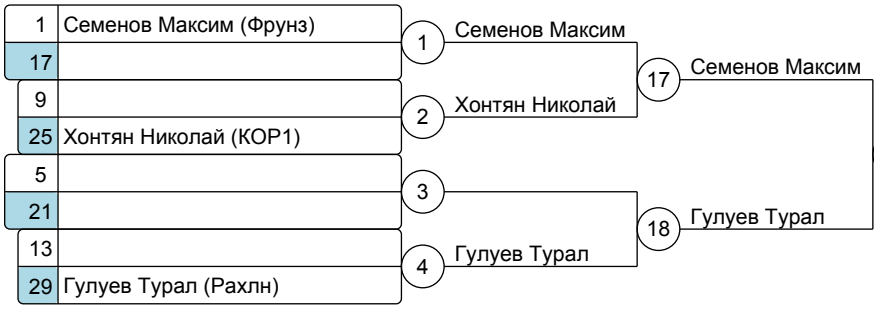 1 Семенов Максим (Фрунз)
17
9
25 Хонтян Николай (КОР1)
5
21
13
29 Гулуев Турал (Рахлн)
1 Семенов Максим
2 Хонтян Николай
3
4 Гулуев Турал
17 Семенов Максим
18 Гулуев Турал